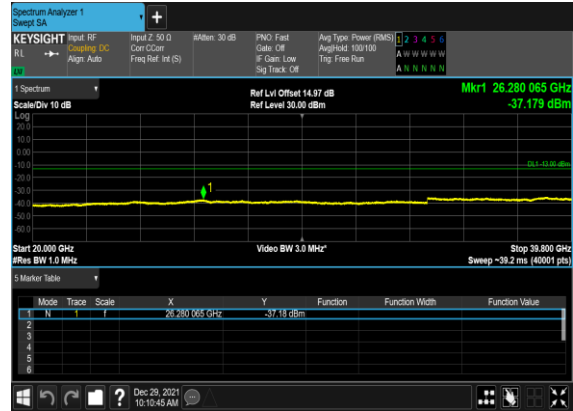 Spectrum Analyzer 1
Swept SA
+
KEYSIGHT Input: RF Input Z: 50 Ω #Atten: 30 dB PNO: Fast Avg Type: Power (RMS) 1 2 3 4 5 6
RL Coupling: DC Corr CCorr Gate: Off Avg|Hold: 100/100 A W W W W W
Align: Auto Freq Ref: Int (S) IF Gain: Low Trig: Free Run
Sig Track: Off A N N N N N
LXI
1 Spectrum Ref Lvl Offset 14.97 dB Mkr1 26.280 065 GHz
Scale/Div 10 dB Ref Level 30.00 dBm -37.179 dBm
Log
20.0
10.0
0.00
-10.0 DL1 -13.00 dBm
-20.0
-30.0 1
-40.0
-50.0
-60.0
Start 20.000 GHz Video BW 3.0 MHz* Stop 39.800 GHz
#Res BW 1.0 MHz Sweep ~39.2 ms (40001 pts)
5 Marker Table
Mode Trace Scale X Y Function Function Width Function Value
1 N 1 f 26.280 065 GHz -37.18 dBm
2
3
4
5
6
? Dec 29, 2021
10:10:45 AM